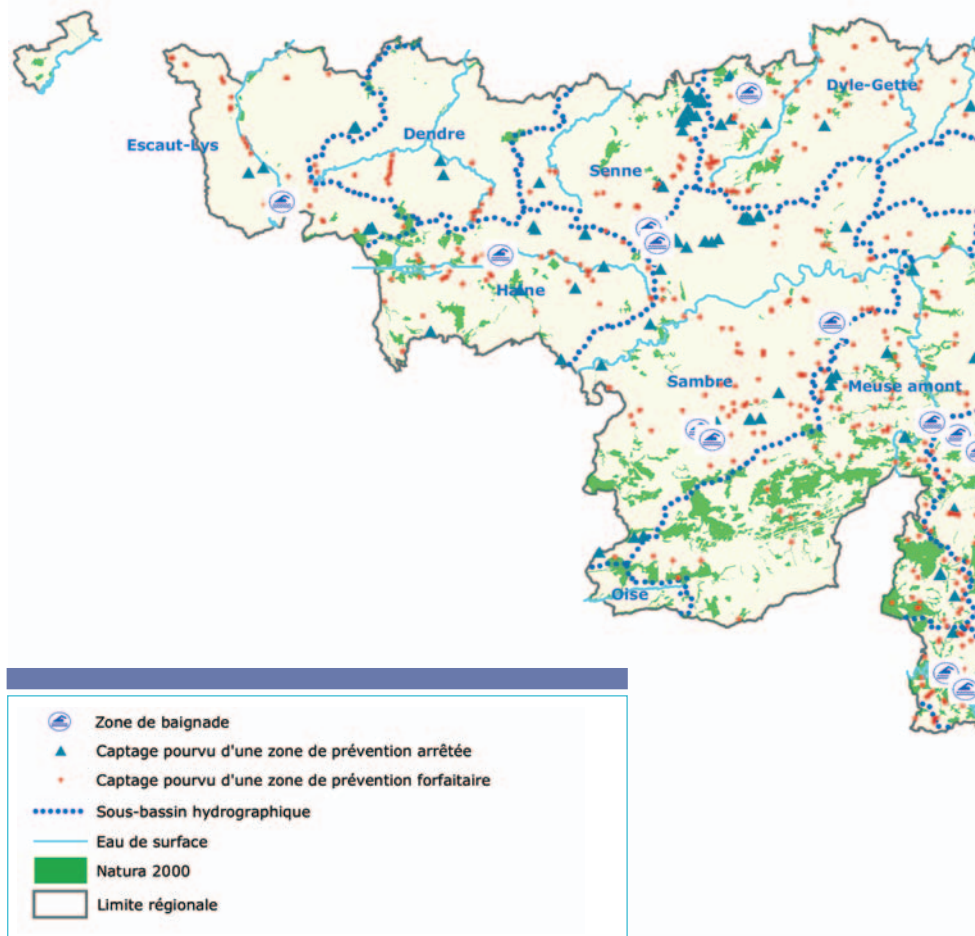 Dyle-Gette
Dendre
Escaut-Lys
Senne
Haine
Sambre
Meuse amont
Oise
Zone de baignade
Captage pourvu d'une zone de prévention arrêtée
Captage pourvu d'une zone de prévention forfaitaire
Sous-bassin hydrographique
Eau de surface
Natura 2000
Limite régionale